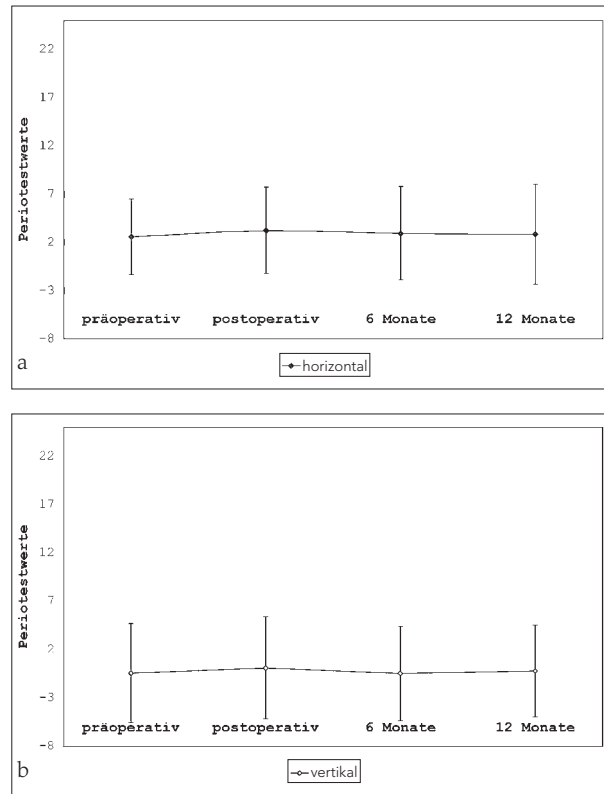 22
17
12
7
2
-3
-8
Periotestwerte
präoperativ postoperativ 6 Monate 12 Monate
a
horizontal
22
17
12
7
2
-3
-8
Periotestwerte
präoperativ postoperativ 6 Monate 12 Monate
b
vertikal